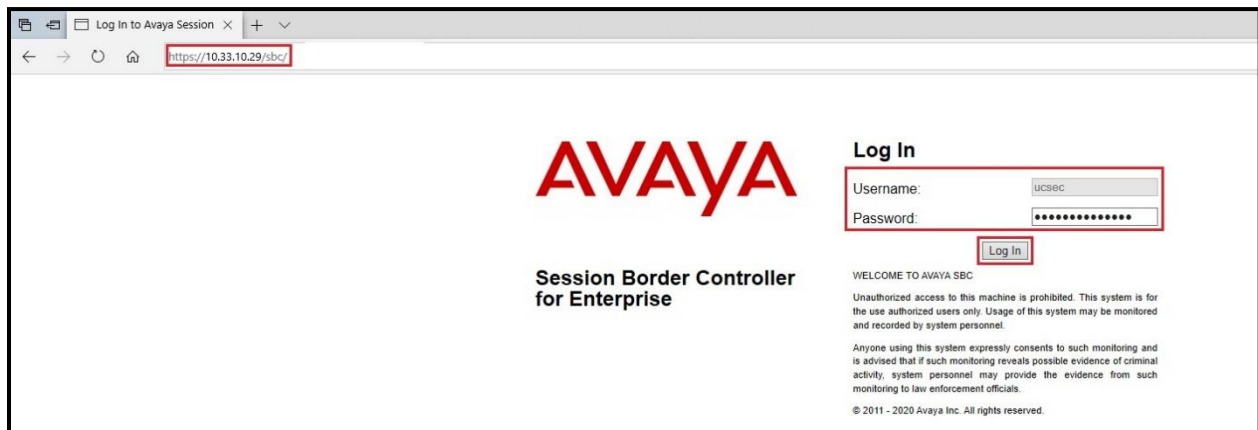 Log In to Avaya Session
https://10.33.10.29/sbc/
AVAYA
Session Border Controller
for Enterprise
Log In
Username:
ucsec
Password:
●●●●●●●●●●●●●●
Log In
WELCOME TO AVAYA SBC
Unauthorized access to this machine is prohibited. This system is for
the use authorized users only. Usage of this system may be monitored
and recorded by system personnel.
Anyone using this system expressly consents to such monitoring and
is advised that if such monitoring reveals possible evidence of criminal
activity, system personnel may provide the evidence from such
monitoring to law enforcement officials.
© 2011 - 2020 Avaya Inc. All rights reserved.